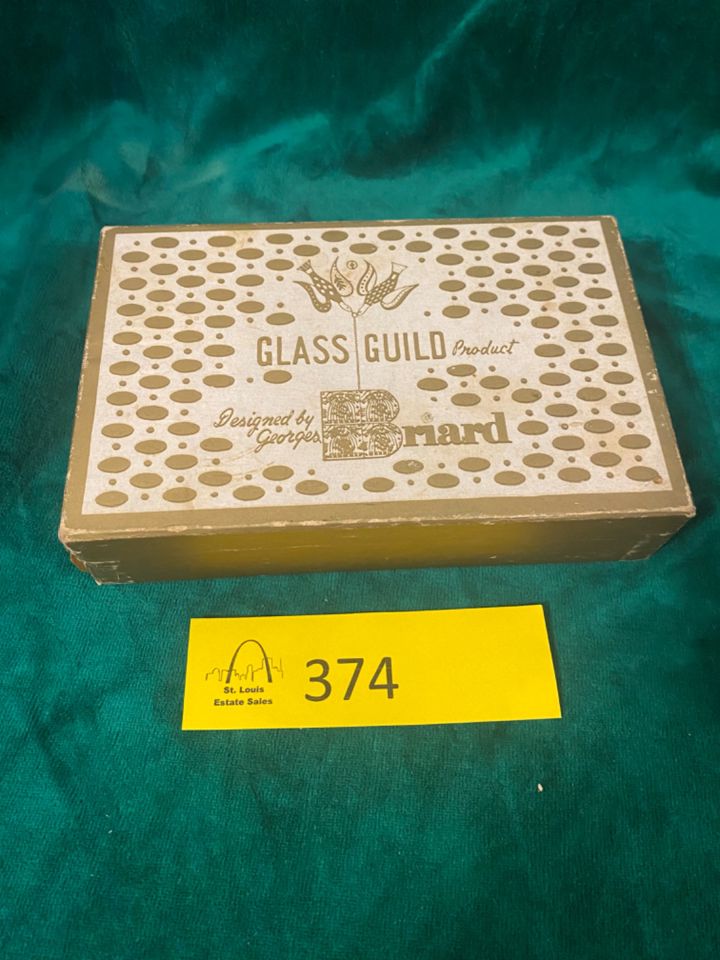 GLASS GUILD Product
Designed by
Georges Briard
®
St. Louis
Estate Sales
374